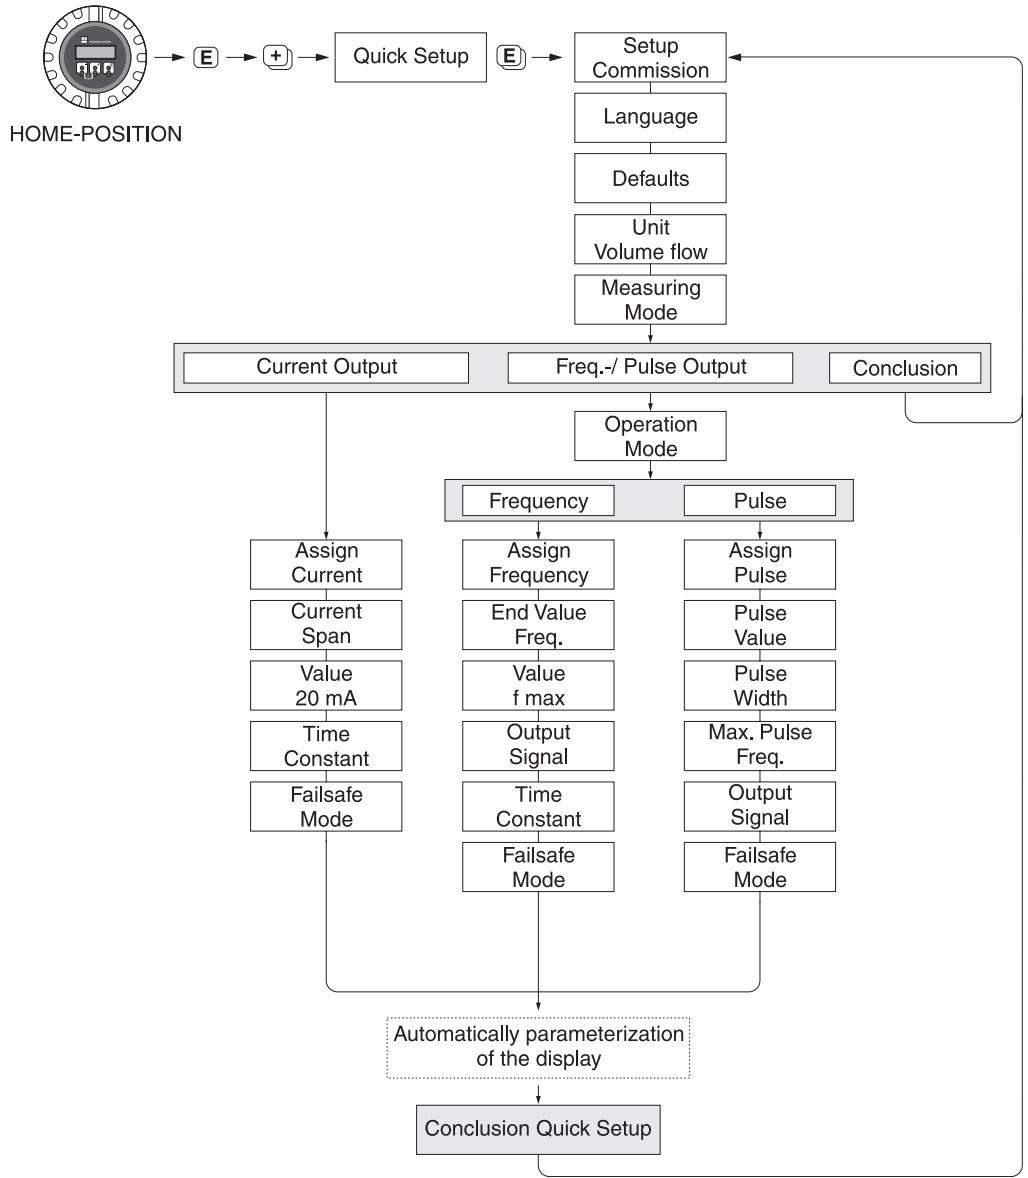 E
+
Quick Setup
E
Setup
Commission
HOME-POSITION
Language
Defaults
Unit
Volume flow
Measuring
Mode
Current Output
Freq.-/ Pulse Output
Conclusion
Operation
Mode
Frequency
Pulse
Assign
Current
Current
Span
Value
20 mA
Time
Constant
Failsafe
Mode
Assign
Frequency
End Value
Freq.
Value
f max
Output
Signal
Time
Constant
Failsafe
Mode
Assign
Pulse
Pulse
Value
Pulse
Width
Max. Pulse
Freq.
Output
Signal
Failsafe
Mode
Automatically parameterization
of the display
Conclusion Quick Setup